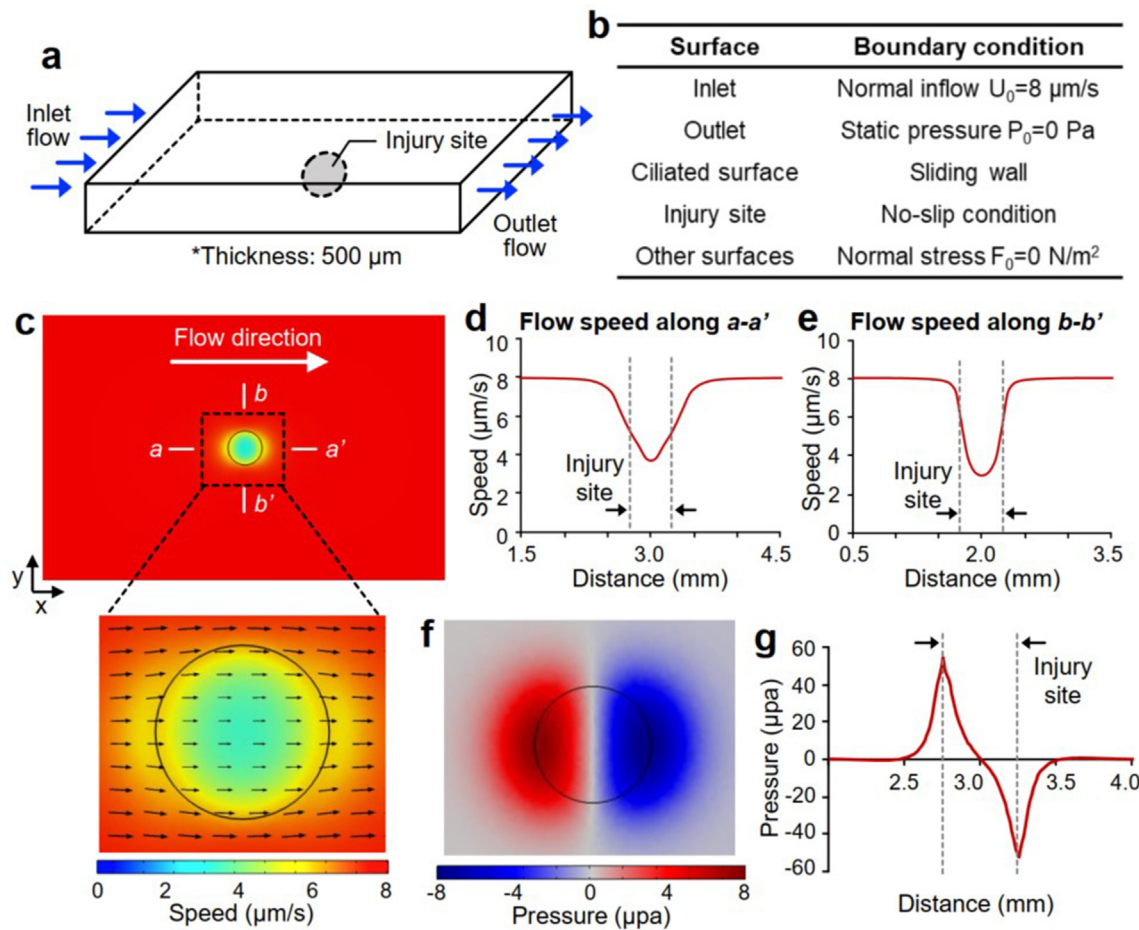 a
Inlet
flow
Injury site
Outlet
flow
*Thickness: 500 µm
b
Surface Boundary condition
Inlet Normal inflow U₀=8 µm/s
Outlet Static pressure P₀=0 Pa
Ciliated surface Sliding wall
Injury site No-slip condition
Other surfaces Normal stress F₀=0 N/m²
c
Flow direction
b
a a'
b'
y
x
0 2 4 6 8
Speed (µm/s)
d
Flow speed along a-a'
10
8
6
4
2
0
Speed (µm/s)
Injury
site
1.5 3.0 4.5
Distance (mm)
e
Flow speed along b-b'
10
8
6
4
2
0
Speed (µm/s)
Injury
site
0.5 2.0 3.5
Distance (mm)
f
-8 -4 0 4 8
Pressure (µpa)
g
60
40
20
0
-20
-40
-60
Pressure (µpa)
Injury
site
2.5 3.0 3.5 4.0
Distance (mm)